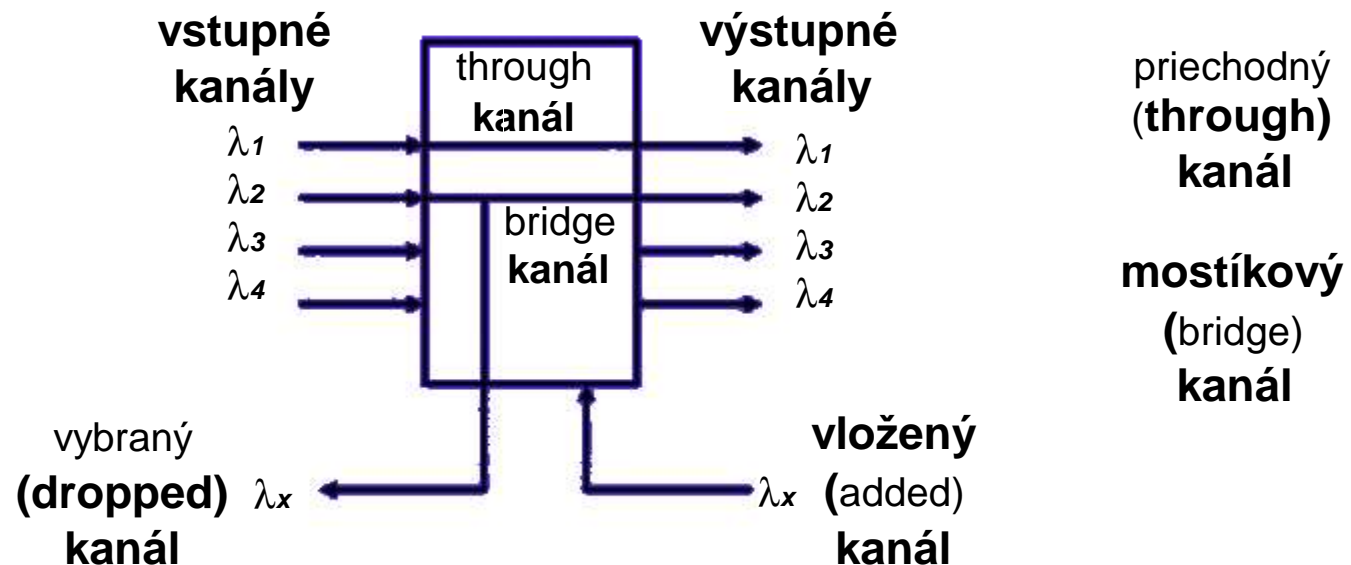 vstupné
kanály
λ1
λ2
λ3
λ4
through
kanál
bridge
kanál
výstupné
kanály
λ1
λ2
λ3
λ4
priechodný
(through)
kanál
mostíkový
(bridge)
kanál
vybraný
(dropped) λx
kanál
vložený
λx (added)
kanál